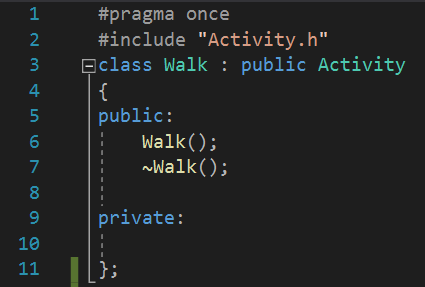 1 #pragma once
2 #include "Activity.h"
3 class Walk : public Activity
4 {
5 public:
6 Walk();
7 ~Walk();
8
9 private:
10
11 };